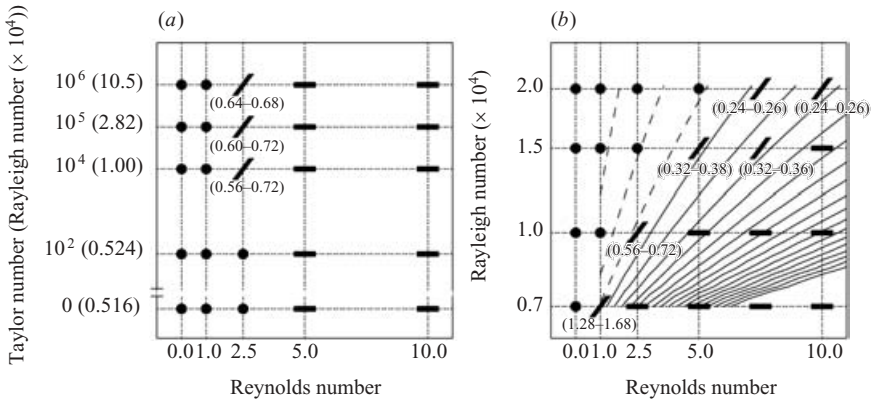 (a)
Taylor number (Rayleigh number (× 10⁴)
10⁶ (10.5)
(0.64–0.68)
10⁵ (2.82)
(0.60–0.72)
10⁴ (1.00)
(0.56–0.72)
10² (0.524)
0 (0.516)
0.0 1.0 2.5 5.0 10.0
Reynolds number
(b)
Rayleigh number (× 10⁴)
2.0
(0.24–0.26) (0.24–0.26)
1.5
(0.32–0.38) (0.32–0.36)
1.0
(0.56–0.72)
0.7
(1.28–1.68)
0.0 1.0 2.5 5.0 10.0
Reynolds number